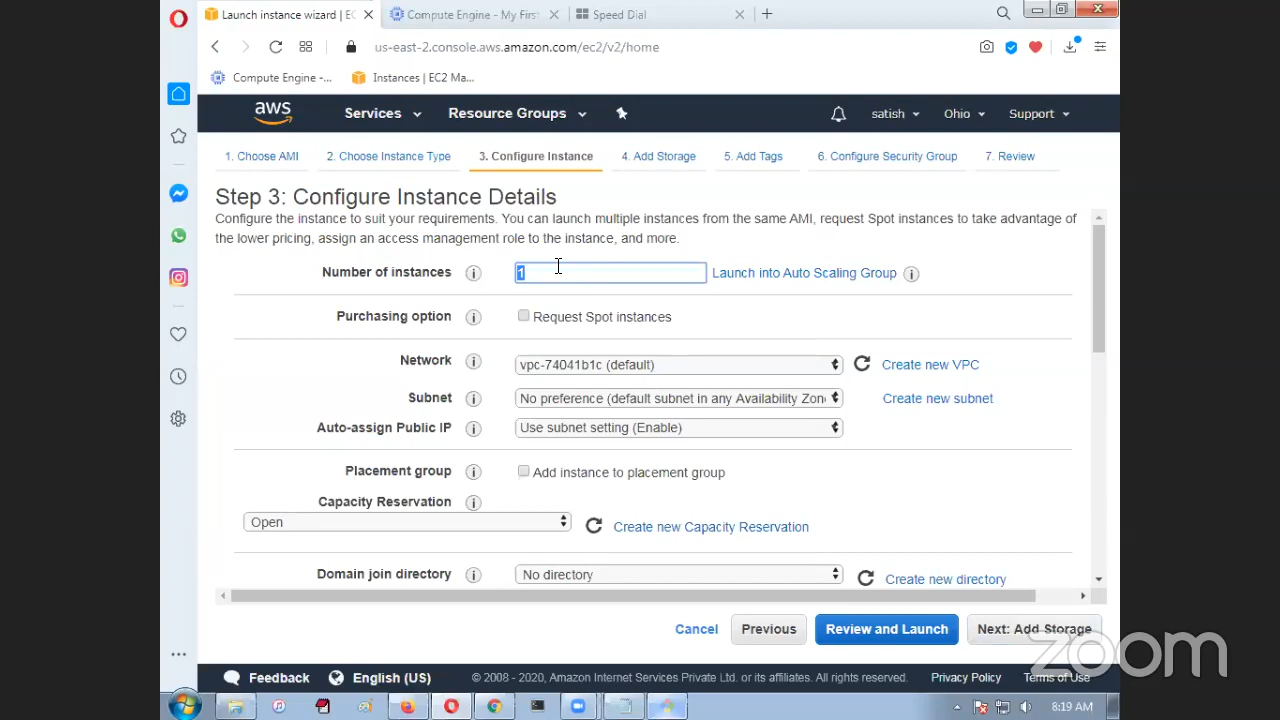 Launch instance wizard | EC
Compute Engine - My First
Speed Dial
us-east-2.console.aws.amazon.com/ec2/v2/home
Compute Engine -...
Instances | EC2 Ma...
aws
Services
Resource Groups
satish
Ohio
Support
1. Choose AMI
2. Choose Instance Type
3. Configure Instance
4. Add Storage
5. Add Tags
6. Configure Security Group
7. Review
Step 3: Configure Instance Details
Configure the instance to suit your requirements. You can launch multiple instances from the same AMI, request Spot instances to take advantage of
the lower pricing, assign an access management role to the instance, and more.
Number of instances
1
Launch into Auto Scaling Group
Purchasing option
Request Spot instances
Network
vpc-74041b1c (default)
Create new VPC
Subnet
No preference (default subnet in any Availability Zon
Create new subnet
Auto-assign Public IP
Use subnet setting (Enable)
Placement group
Add instance to placement group
Capacity Reservation
Open
Create new Capacity Reservation
Domain join directory
No directory
Create new directory
Cancel
Previous
Review and Launch
Next: Add Storage
zoom
Feedback
English (US)
© 2008 - 2020, Amazon Internet Services Private Ltd. or its affiliates. All rights reserved.
Privacy Policy
Terms of Use
8:19 AM